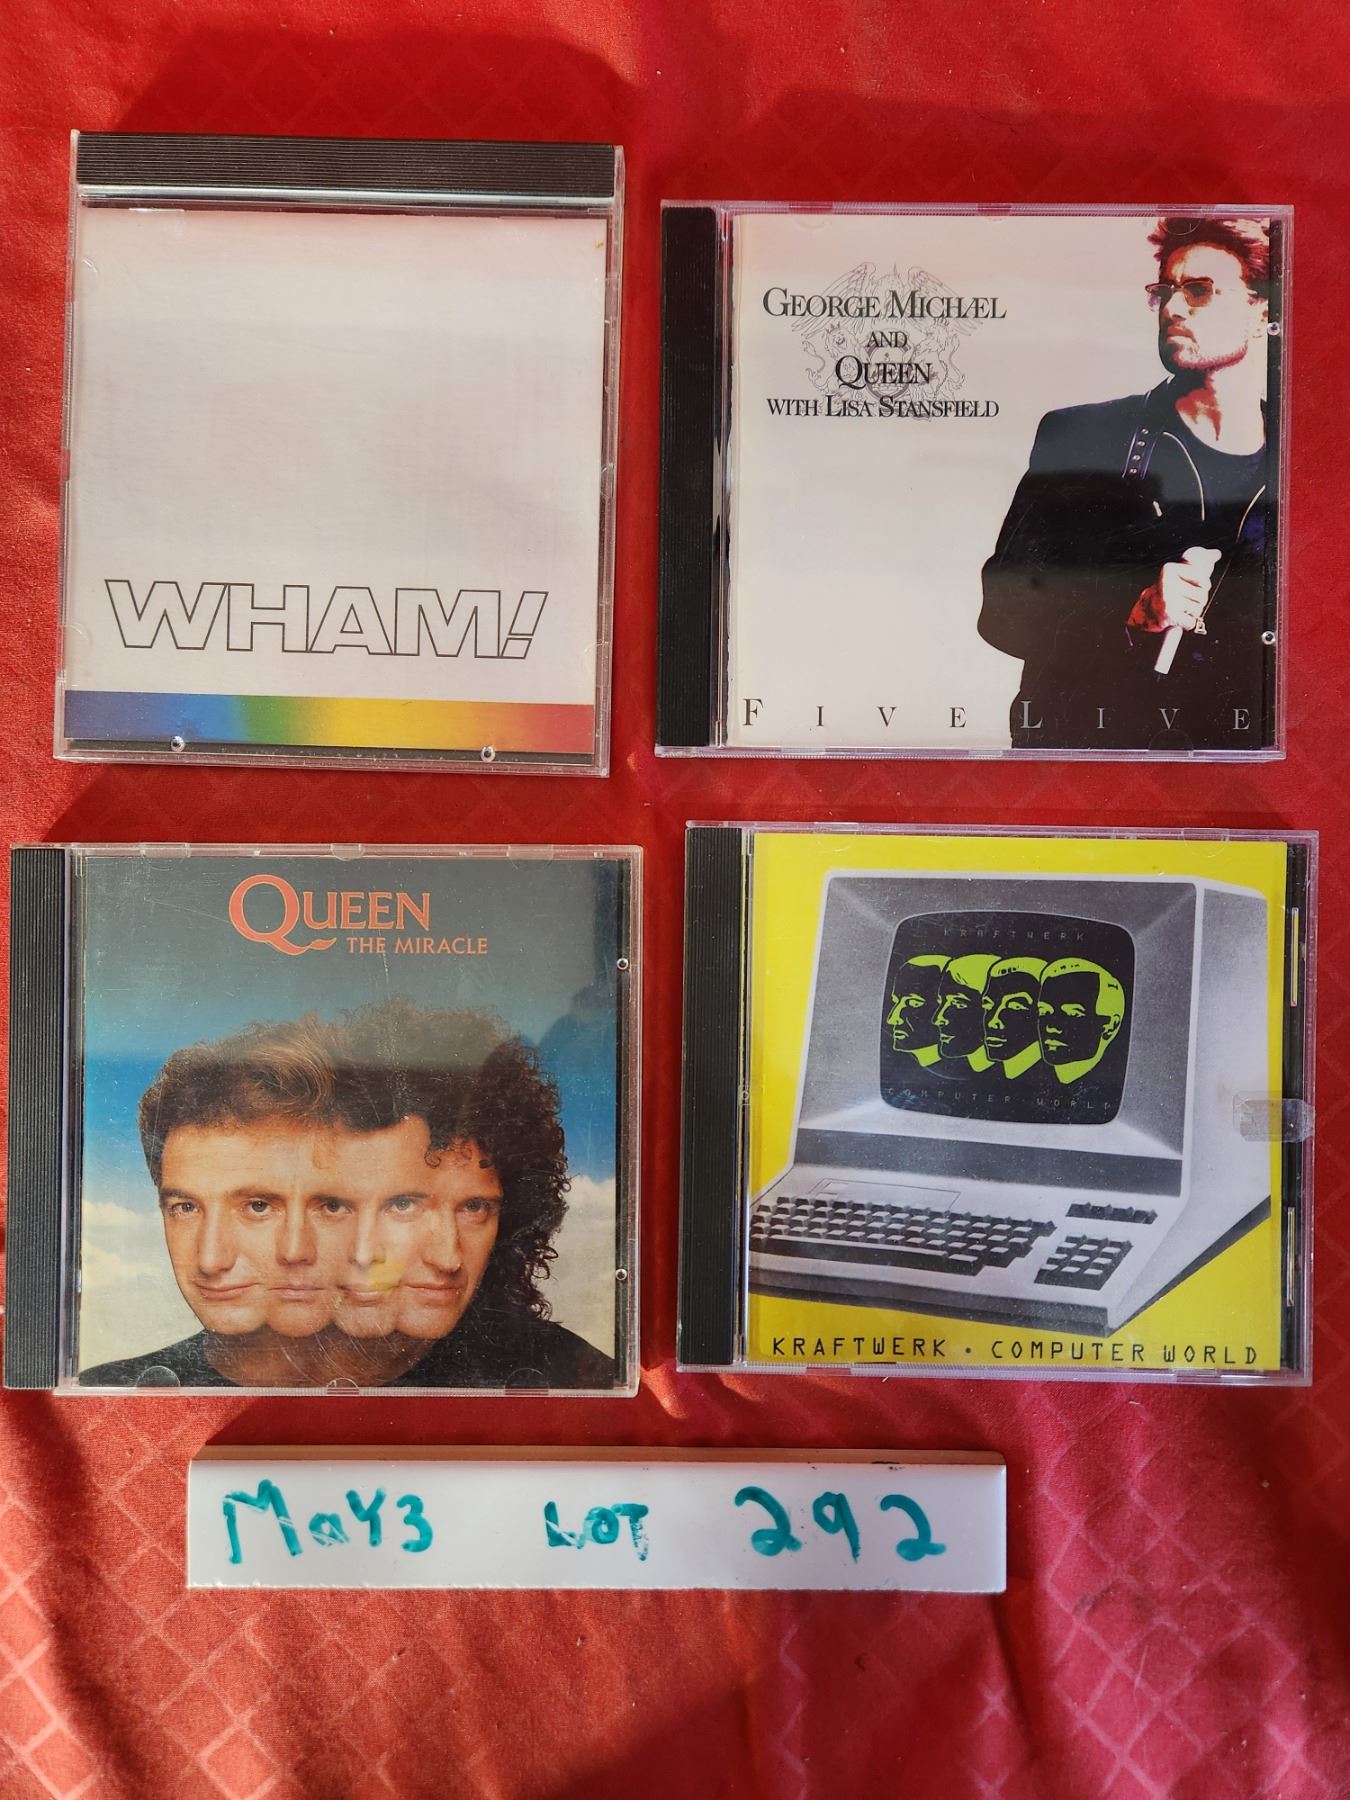 WHAM!
GEORGE MICHÆL
AND
QUEEN
WITH LISA STANSFIELD
FIVE LIVE
QUEEN
THE MIRACLE
KRAFTWERK
COMPUTER WORLD
KRAFTWERK · COMPUTER WORLD
MaY3 LOT 292